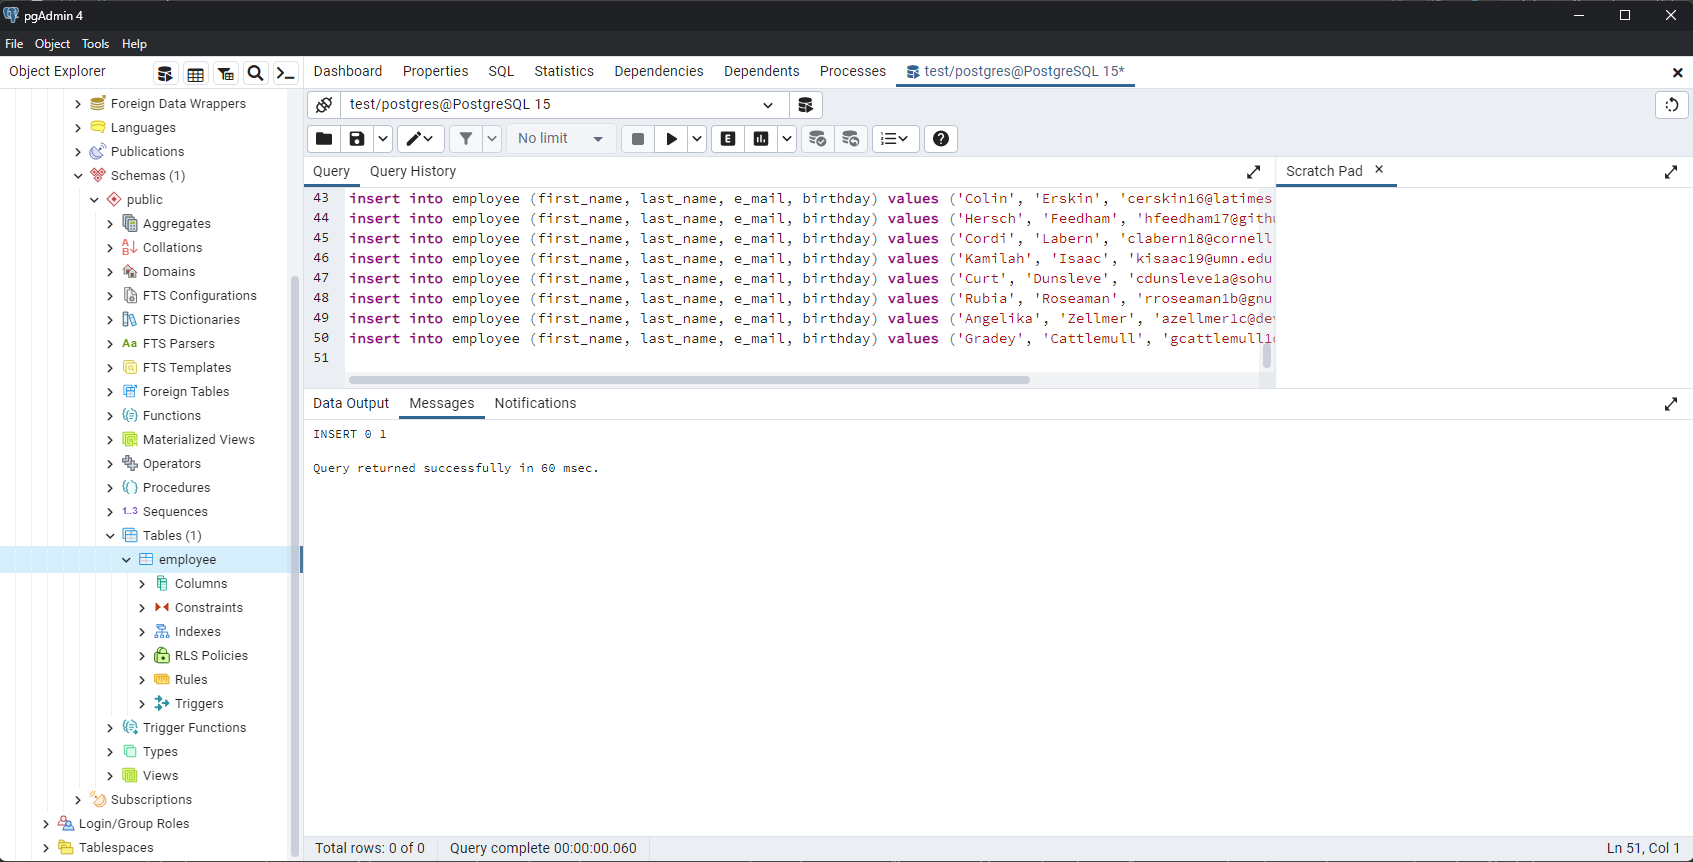 pgAdmin 4
File Object Tools Help
Object Explorer
Dashboard Properties SQL Statistics Dependencies Dependents Processes test/postgres@PostgreSQL 15*
Foreign Data Wrappers
Languages
Publications
Schemas (1)
public
Aggregates
Collations
Domains
FTS Configurations
FTS Dictionaries
Aa FTS Parsers
FTS Templates
Foreign Tables
Functions
Materialized Views
Operators
Procedures
1..3 Sequences
Tables (1)
employee
Columns
Constraints
Indexes
RLS Policies
Rules
Triggers
Trigger Functions
Types
Views
Subscriptions
Login/Group Roles
Tablespaces
test/postgres@PostgreSQL 15
No limit
E
Query Query History
Scratch Pad
43 insert into employee (first_name, last_name, e_mail, birthday) values ('Colin', 'Erskin', 'cerskin16@latimes
44 insert into employee (first_name, last_name, e_mail, birthday) values ('Hersch', 'Feedham', 'hfeedham17@githu
45 insert into employee (first_name, last_name, e_mail, birthday) values ('Cordi', 'Labern', 'clabern18@cornell
46 insert into employee (first_name, last_name, e_mail, birthday) values ('Kamilah', 'Isaac', 'kisaac19@umn.edu
47 insert into employee (first_name, last_name, e_mail, birthday) values ('Curt', 'Dunsleve', 'cdunsleve1a@sohu
48 insert into employee (first_name, last_name, e_mail, birthday) values ('Rubia', 'Roseaman', 'rroseaman1b@gnu
49 insert into employee (first_name, last_name, e_mail, birthday) values ('Angelika', 'Zellmer', 'azellmer1c@dev
50 insert into employee (first_name, last_name, e_mail, birthday) values ('Gradey', 'Cattlemull', 'gcattlemull1d
51
Data Output Messages Notifications
INSERT 0 1
Query returned successfully in 60 msec.
Total rows: 0 of 0 Query complete 00:00:00.060 Ln 51, Col 1